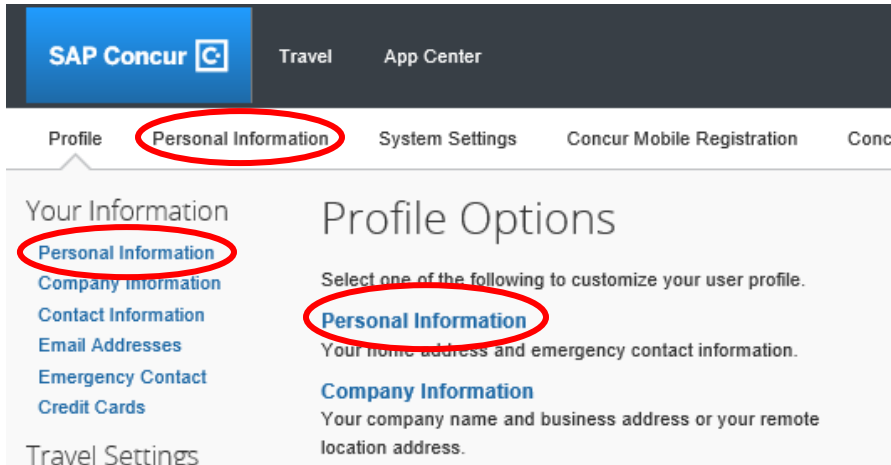 SAP Concur C Travel App Center
Profile Personal Information System Settings Concur Mobile Registration Conc
Your Information
Personal Information
Company Information
Contact Information
Email Addresses
Emergency Contact
Credit Cards
Travel Settings
Profile Options
Select one of the following to customize your user profile.
Personal Information
Your home address and emergency contact information.
Company Information
Your company name and business address or your remote
location address.